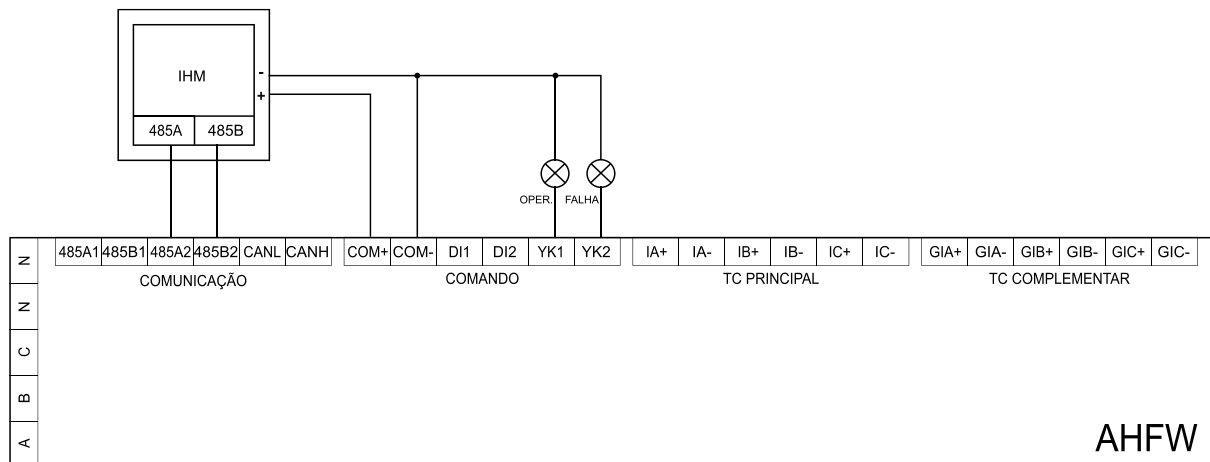 IHM
-
+
485A 485B
OPER. FALHA
485A1 485B1 485A2 485B2 CANL CANH COM+ COM- DI1 DI2 YK1 YK2 IA+ IA- IB+ IB- IC+ IC- GIA+ GIA- GIB+ GIB- GIC+ GIC-
COMUNICAÇÃO COMANDO TC PRINCIPAL TC COMPLEMENTAR
N
N
C
B
A
AHFW